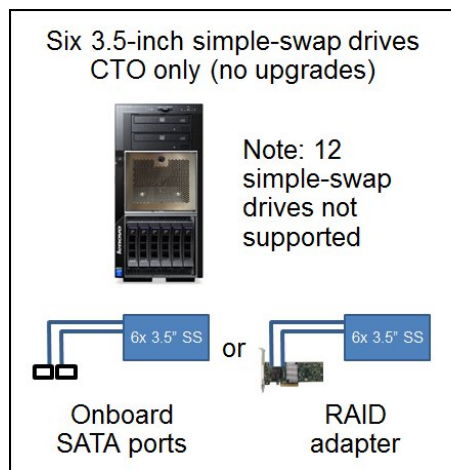 Six 3.5-inch simple-swap drives
CTO only (no upgrades)
Note: 12
simple-swap
drives not
supported
lenovo
6x 3.5" SS
or
6x 3.5" SS
Onboard
SATA ports
RAID
adapter